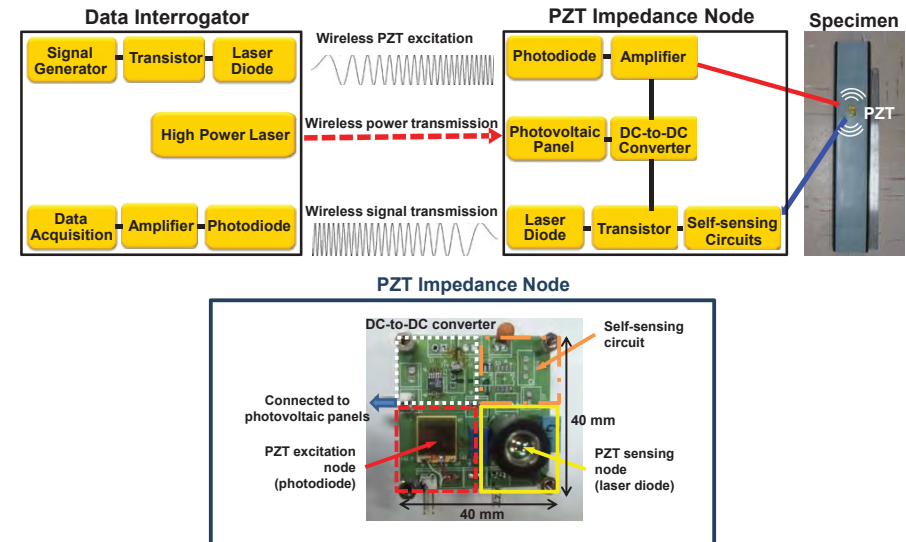 Data Interrogator
Signal
Generator
Transistor
Laser
Diode
High Power Laser
Data
Acquisition
Amplifier
Photodiode
Wireless PZT excitation
Wireless power transmission
Wireless signal transmission
PZT Impedance Node
Photodiode
Amplifier
Photovoltaic
Panel
DC-to-DC
Converter
Laser
Diode
Transistor
Self-sensing
Circuits
Specimen
PZT
PZT Impedance Node
DC-to-DC converter
Self-sensing
circuit
Connected to
photovoltaic panels
40 mm
PZT excitation
node
(photodiode)
PZT sensing
node
(laser diode)
40 mm